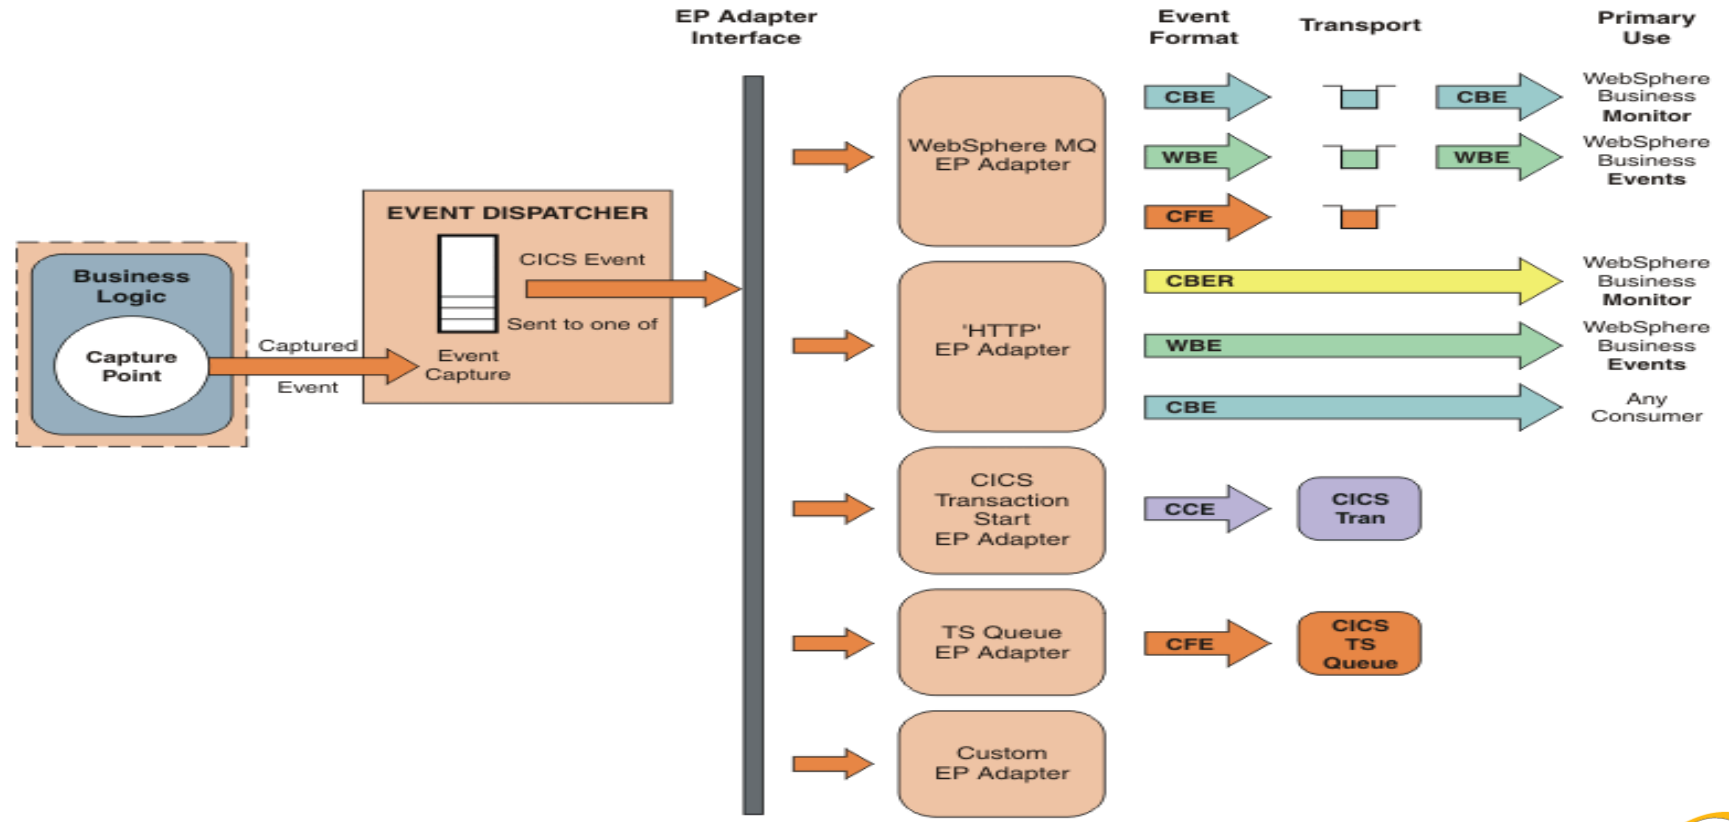 EP Adapter
Interface
Event
Format
Transport
Primary
Use
Business
Logic
Capture
Point
Captured
Event
EVENT DISPATCHER
CICS Event
Sent to one of
Event
Capture
WebSphere MQ
EP Adapter
CBE
CBE
WebSphere
Business
Monitor
WBE
WBE
WebSphere
Business
Events
CFE
'HTTP'
EP Adapter
CBER
WebSphere
Business
Monitor
WBE
WebSphere
Business
Events
CBE
Any
Consumer
CICS
Transaction
Start
EP Adapter
CCE
CICS
Tran
TS Queue
EP Adapter
CFE
CICS
TS
Queue
Custom
EP Adapter